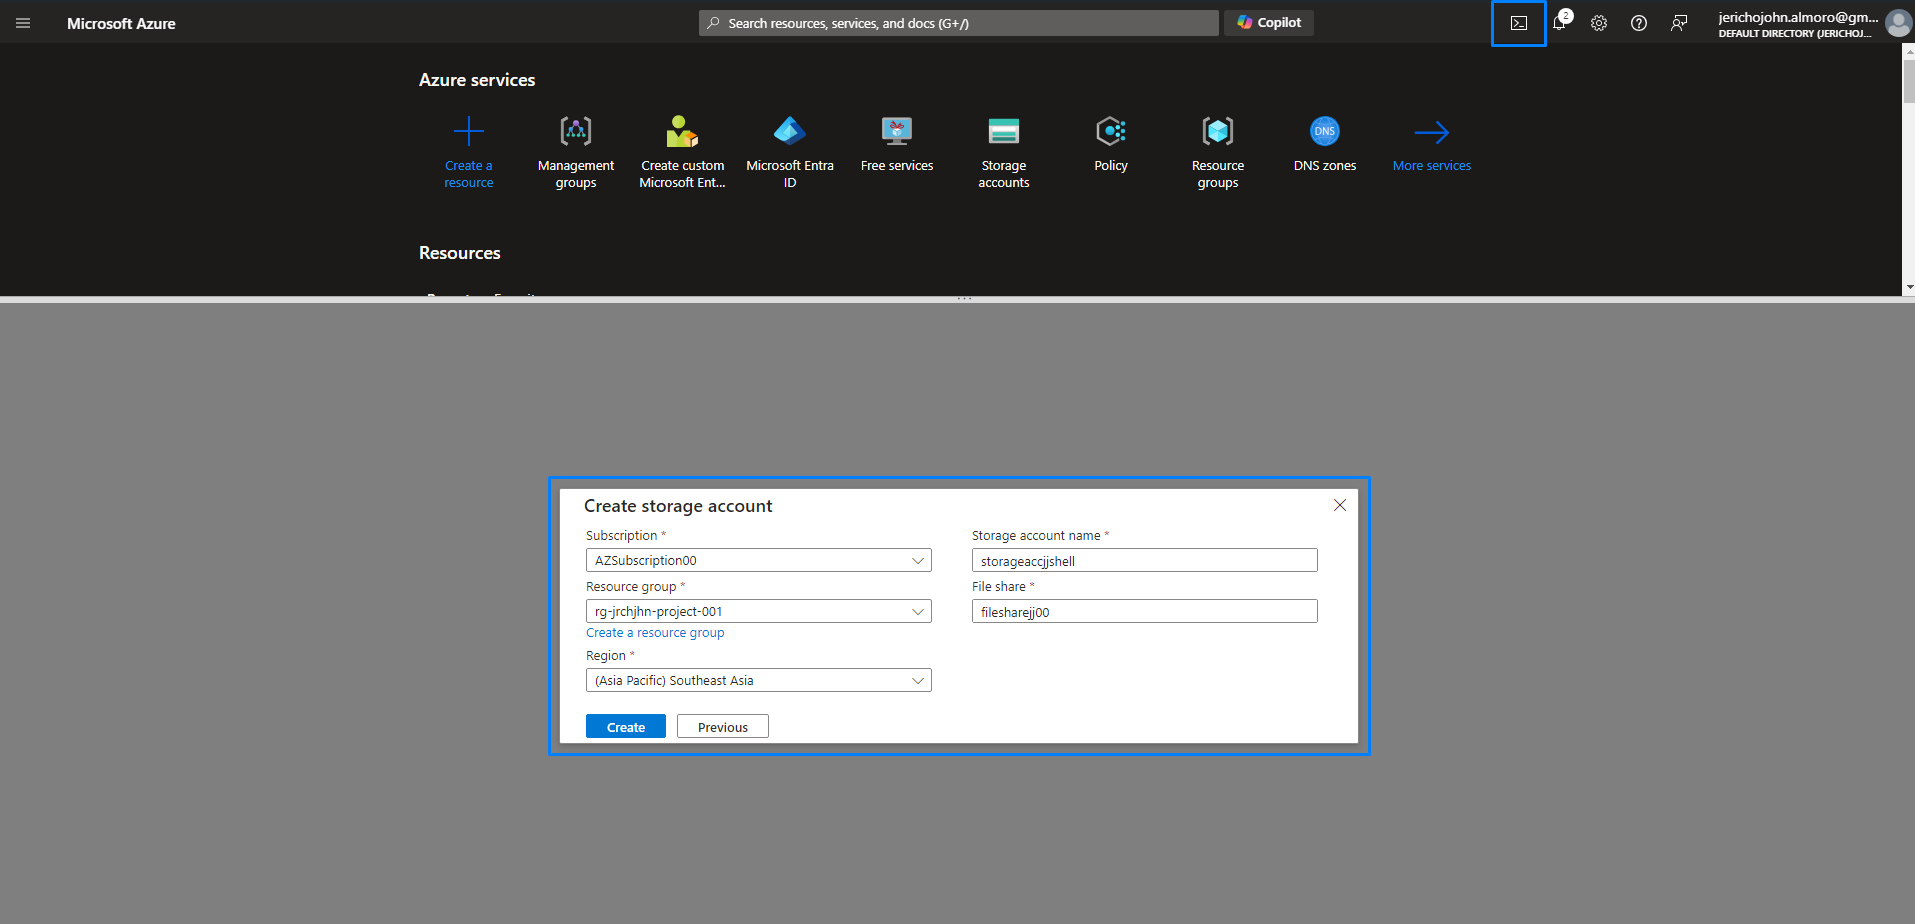 Microsoft Azure
Search resources, services, and docs (G+/)
Copilot
2
jerichojohn.almoro@gm...
DEFAULT DIRECTORY (JERICHOJ...
Azure services
Create a
resource
Management
groups
Create custom
Microsoft Ent...
Microsoft Entra
ID
Free services
Storage
accounts
Policy
Resource
groups
DNS
DNS zones
More services
Resources
...
Create storage account
Subscription *
AZSubscription00
Storage account name *
storageaccjjshell
Resource group *
rg-jrchjhn-project-001
File share *
filesharejj00
Create a resource group
Region *
(Asia Pacific) Southeast Asia
Create
Previous